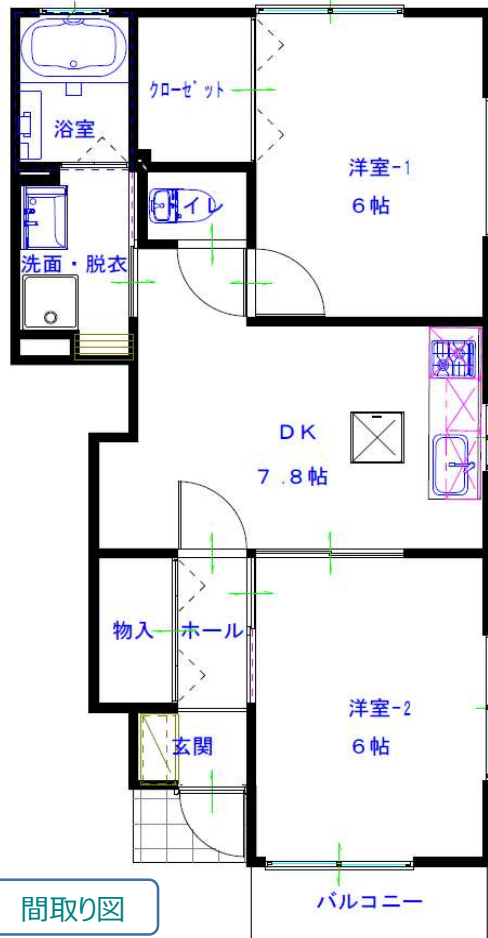 浴室
クローゼット
洋室-1
6帖
トイレ
洗面・脱衣
DK
7.8帖
物入
ホール
洋室-2
6帖
玄関
バルコニー
間取り図